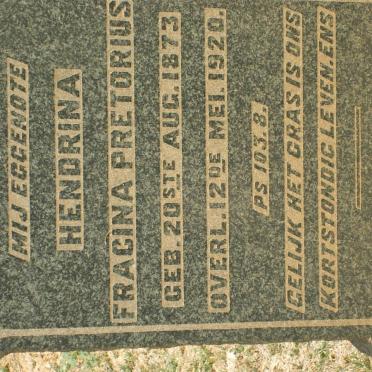 MIJ EGGENOTE
HENDRINA
FRAGINA PRETORIUS
GEB. 20STE AUG. 1873
OVERL. 12DE MEI. 1920.
PS 103.8.
GELIJK HET GRAS IS ONS
KORTSTONDIG LEVEN. ENS